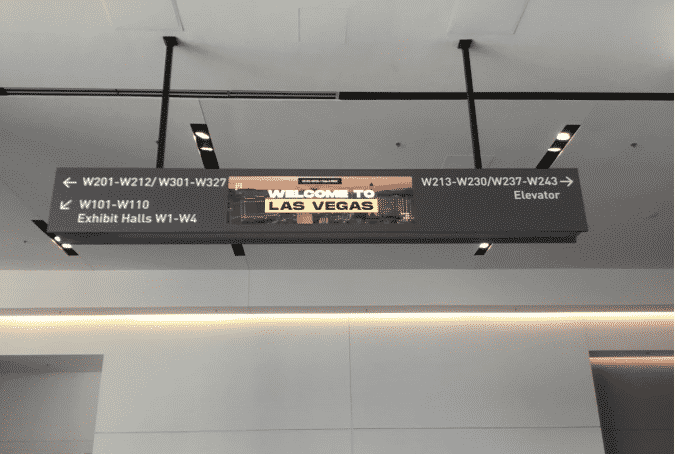 ← W201-W212/ W301-W327
↙ W101-W110
Exhibit Halls W1-W4
WELCOME TO
LAS VEGAS
W213-W230/W237-W243 →
Elevator